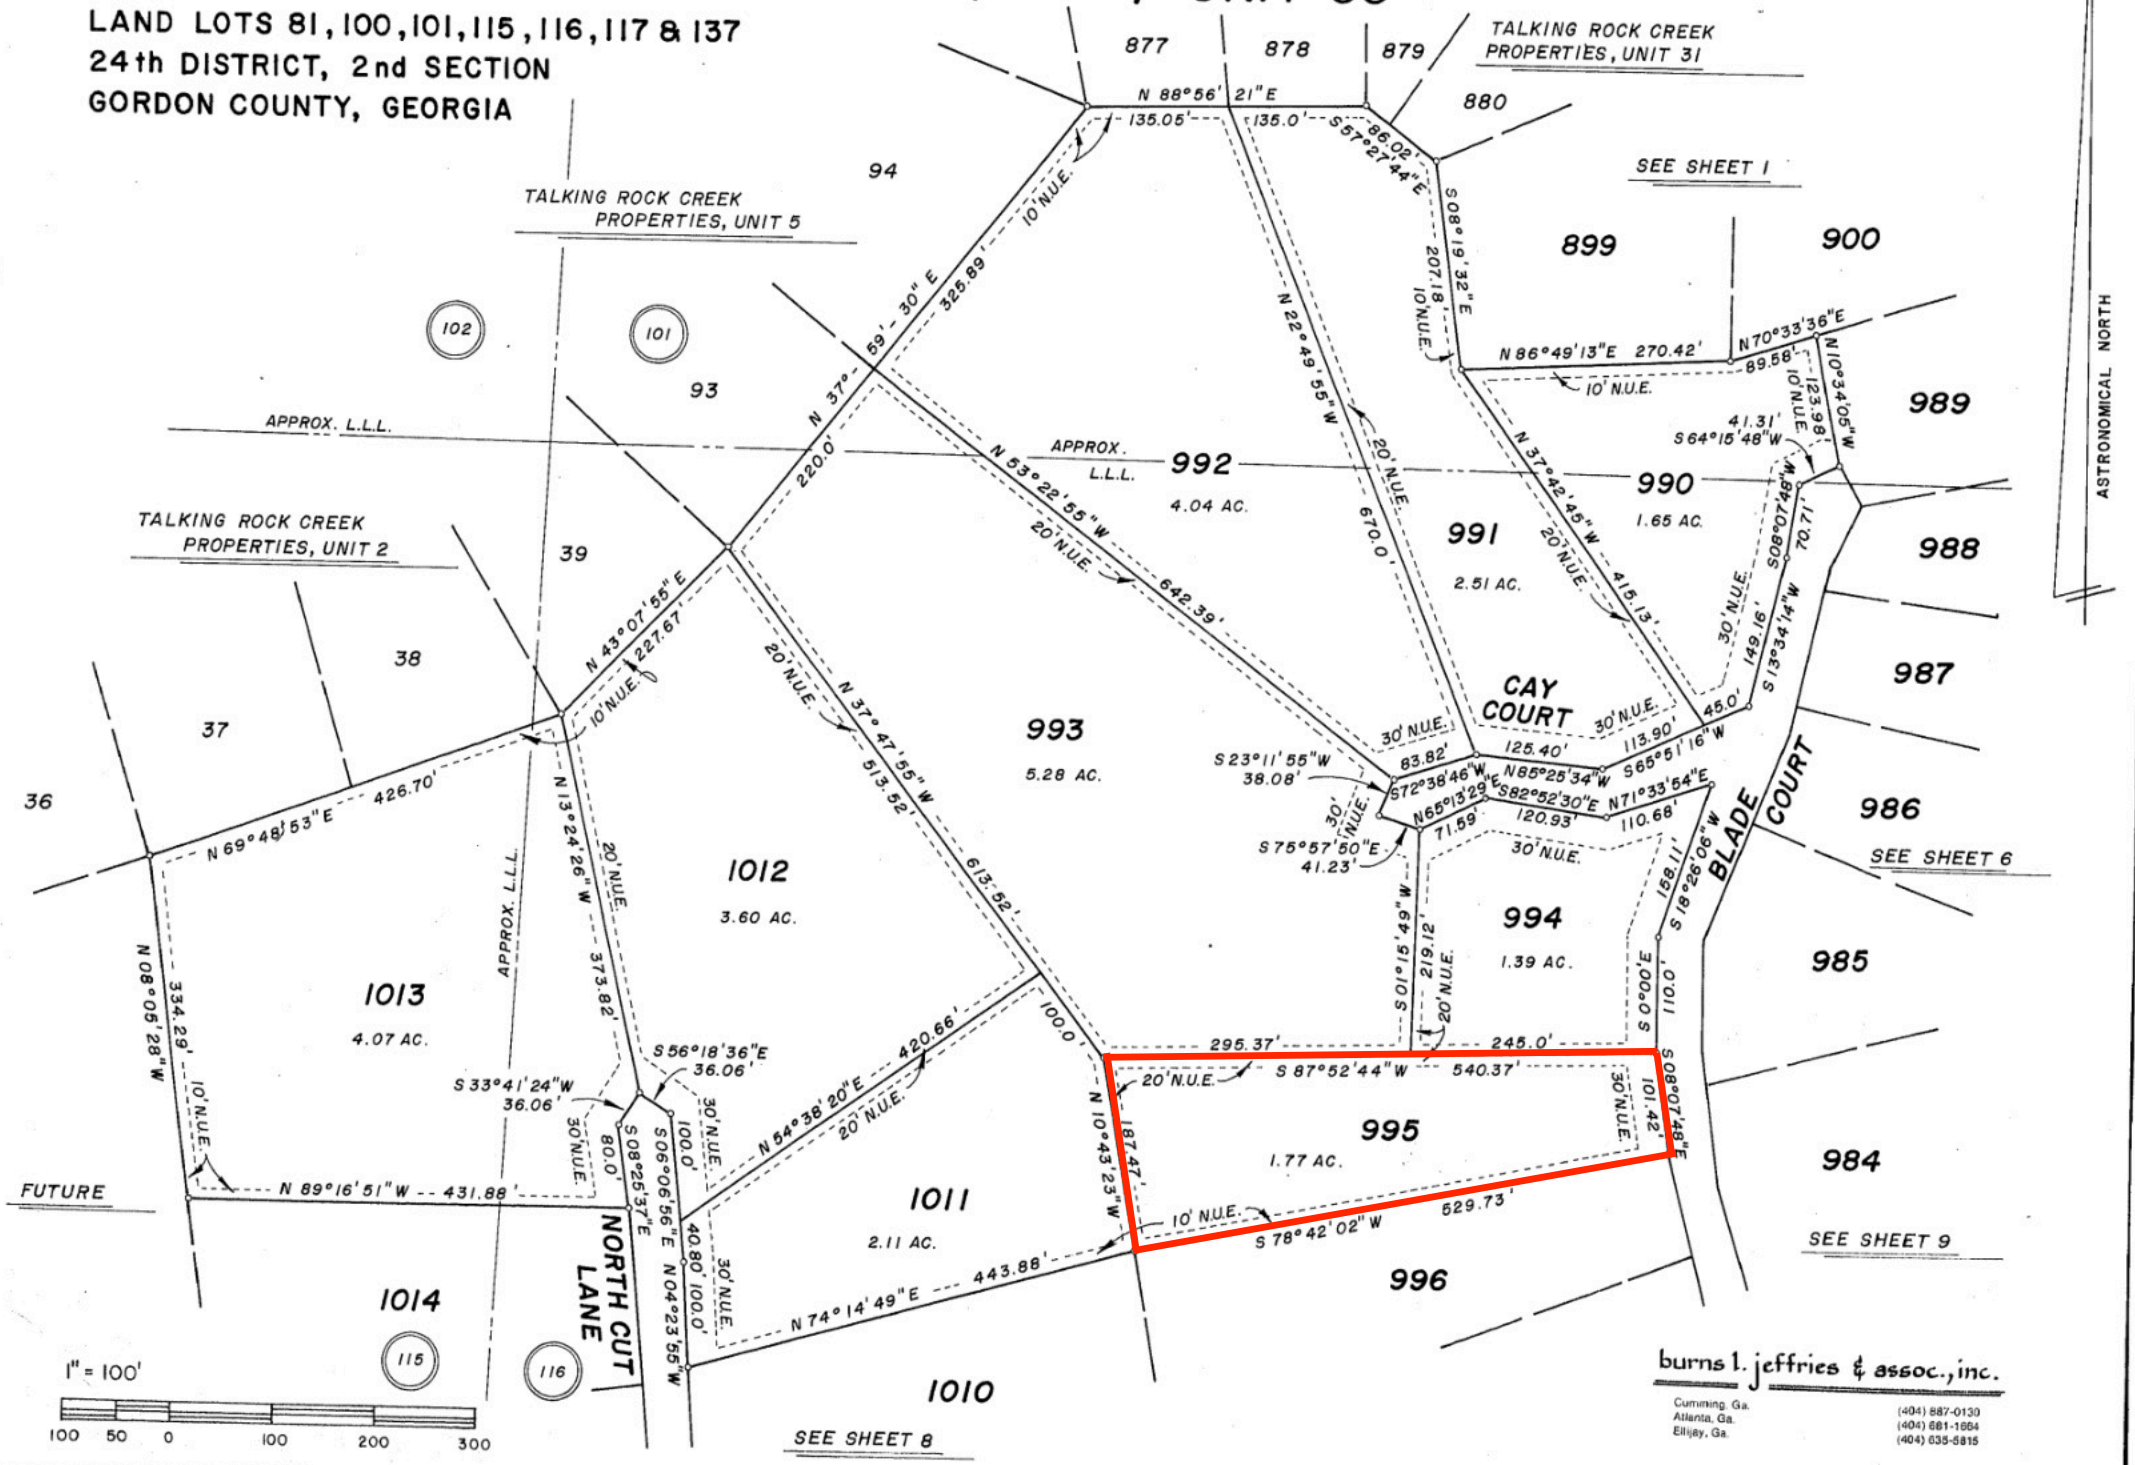 UNIT
LAND LOTS 81, 100, 101, 115, 116, 117 & 137
24th DISTRICT, 2nd SECTION
GORDON COUNTY, GEORGIA
877
878
879
TALKING ROCK CREEK
PROPERTIES, UNIT 31
880
N 88°56' 21"E
135.05'
135.0'
86.02'
S 57°27'44"E
SEE SHEET 1
94
TALKING ROCK CREEK
PROPERTIES, UNIT 5
10' N.U.E.
S 08°19'32"E
207.18'
10' N.U.E.
899
900
102
101
N 37°- 59'- 30" E
325.89'
N 22°49'55"W
670.0'
20' N.U.E.
N 86°49'13"E 270.42'
10' N.U.E.
N 70°33'36"E
89.58'
N 10°34'05"W
123.98'
10' N.U.E.
989
93
APPROX. L.L.L.
220.0'
N 53°22'55"W
20' N.U.E.
642.39'
APPROX.
L.L.L.
992
4.04 AC.
N 37°42'45"W
20' N.U.E.
415.13'
990
1.65 AC.
41.31'
S 64°15'48"W
S 08°07'48"W
70.71'
991
2.51 AC.
988
TALKING ROCK CREEK
PROPERTIES, UNIT 2
39
38
37
36
N 43°07'55" E
227.67'
10' N.U.E.
30' N.U.E.
149.16'
S 13°34'14"W
987
ASTRONOMICAL NORTH
N 69°48'53"E
426.70'
20' N.U.E.
N 37°47'55"W
513.52'
613.52'
993
5.28 AC.
CAY
COURT
30' N.U.E.
30' N.U.E.
45.0'
83.82'
125.40'
113.90'
S 23°11'55"W
38.08'
S 72°38'46"W
N 85°25'34"W
S 65°51'16"W
N 65°13'29"E
S 82°52'30"E
N 71°33'54"E
71.59'
120.93'
110.68'
30' N.U.E.
S 75°57'50"E
41.23'
30' N.U.E.
BLADE
COURT
986
SEE SHEET 6
N 13°24'26"W
373.82'
20' N.U.E.
1012
3.60 AC.
158.11'
S 18°26'06"W
994
1.39 AC.
S 01°15'49"W
219.12'
20' N.U.E.
S 0°00'E
110.0'
985
APPROX. L.L.L.
N 08°05'28"W
334.29'
10' N.U.E.
1013
4.07 AC.
S 56°18'36"E
36.06'
S 33°41'24"W
36.06'
30' N.U.E.
80.0'
S 08°25'37"E
S 06°06'56"E
100.0'
30' N.U.E.
N 54°38'20"E
420.66'
20' N.U.E.
100.0'
295.37'
245.0'
20' N.U.E.
S 87°52'44"W
540.37'
30' N.U.E.
101.42'
S 08°07'48"E
N 10°43'23"W
187.47'
995
1.77 AC.
984
FUTURE
N 89°16'51"W -- 431.88'
NORTH CUT
LANE
1011
2.11 AC.
40.80'
N 04°23'55"W
100.0'
30' N.U.E.
10' N.U.E.
S 78°42'02"W
529.73'
SEE SHEET 9
N 74°14'49"E
443.88'
996
1014
115
116
1010
SEE SHEET 8
1" = 100'
100 50 0 100 200 300
burns l. jeffries & assoc., inc.
Cumming, Ga. (404) 887-0130
Atlanta, Ga. (404) 681-1664
Ellijay, Ga. (404) 635-5815